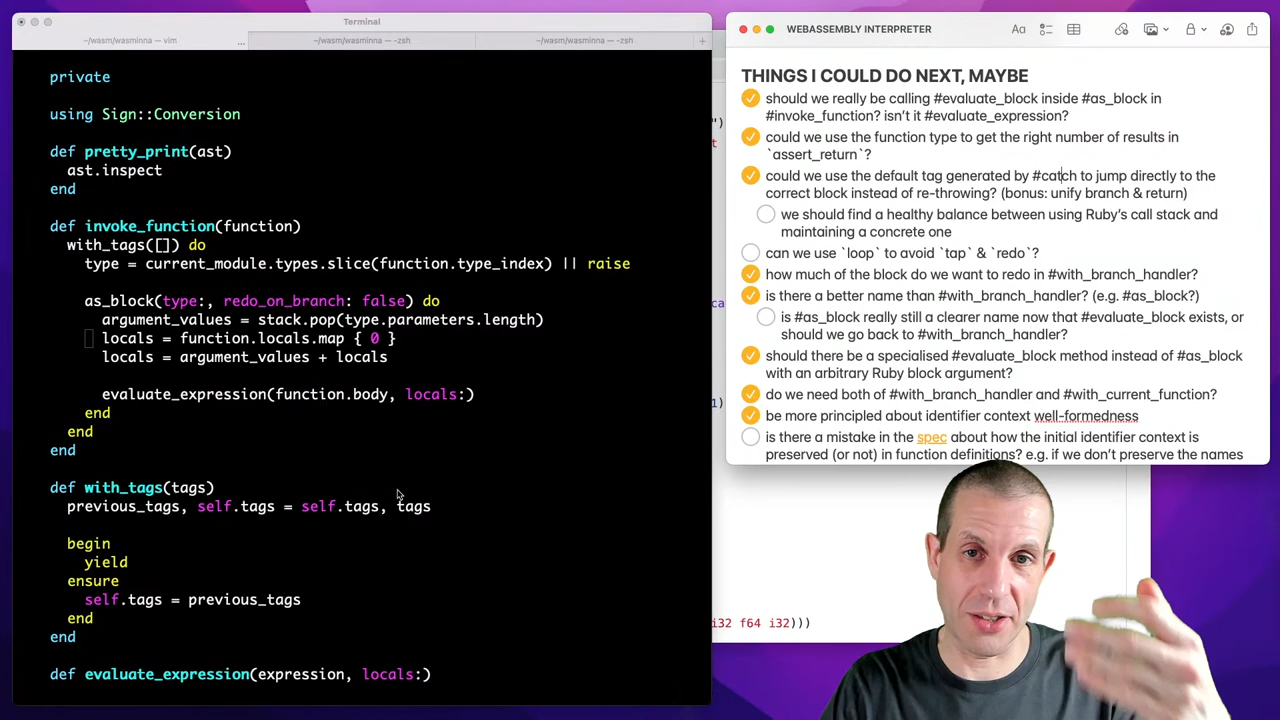 Terminal
~/wasm/wasminna — vim
...
~/wasm/wasminna — -zsh
~/wasm/wasminna — -zsh
+
private
using Sign::Conversion
def pretty_print(ast)
ast.inspect
end
def invoke_function(function)
with_tags([]) do
type = current_module.types.slice(function.type_index) || raise
as_block(type:, redo_on_branch: false) do
argument_values = stack.pop(type.parameters.length)
locals = function.locals.map { 0 }
locals = argument_values + locals
evaluate_expression(function.body, locals:)
end
end
end
def with_tags(tags)
previous_tags, self.tags = self.tags, tags
begin
yield
ensure
self.tags = previous_tags
end
end
def evaluate_expression(expression, locals:)
WEBASSEMBLY INTERPRETER
Aa
THINGS I COULD DO NEXT, MAYBE
should we really be calling #evaluate_block inside #as_block in
#invoke_function? isn’t it #evaluate_expression?
could we use the function type to get the right number of results in
`assert_return`?
could we use the default tag generated by #catch to jump directly to the
correct block instead of re-throwing? (bonus: unify branch & return)
we should find a healthy balance between using Ruby’s call stack and
maintaining a concrete one
can we use `loop` to avoid `tap` & `redo`?
how much of the block do we want to redo in #with_branch_handler?
is there a better name than #with_branch_handler? (e.g. #as_block?)
is #as_block really still a clearer name now that #evaluate_block exists, or
should we go back to #with_branch_handler?
should there be a specialised #evaluate_block method instead of #as_block
with an arbitrary Ruby block argument?
do we need both of #with_branch_handler and #with_current_function?
be more principled about identifier context well-formedness
is there a mistake in the spec about how the initial identifier context is
preserved (or not) in function definitions? e.g. if we don’t preserve the names
")
t
ca
1)
i32 f64 i32)))